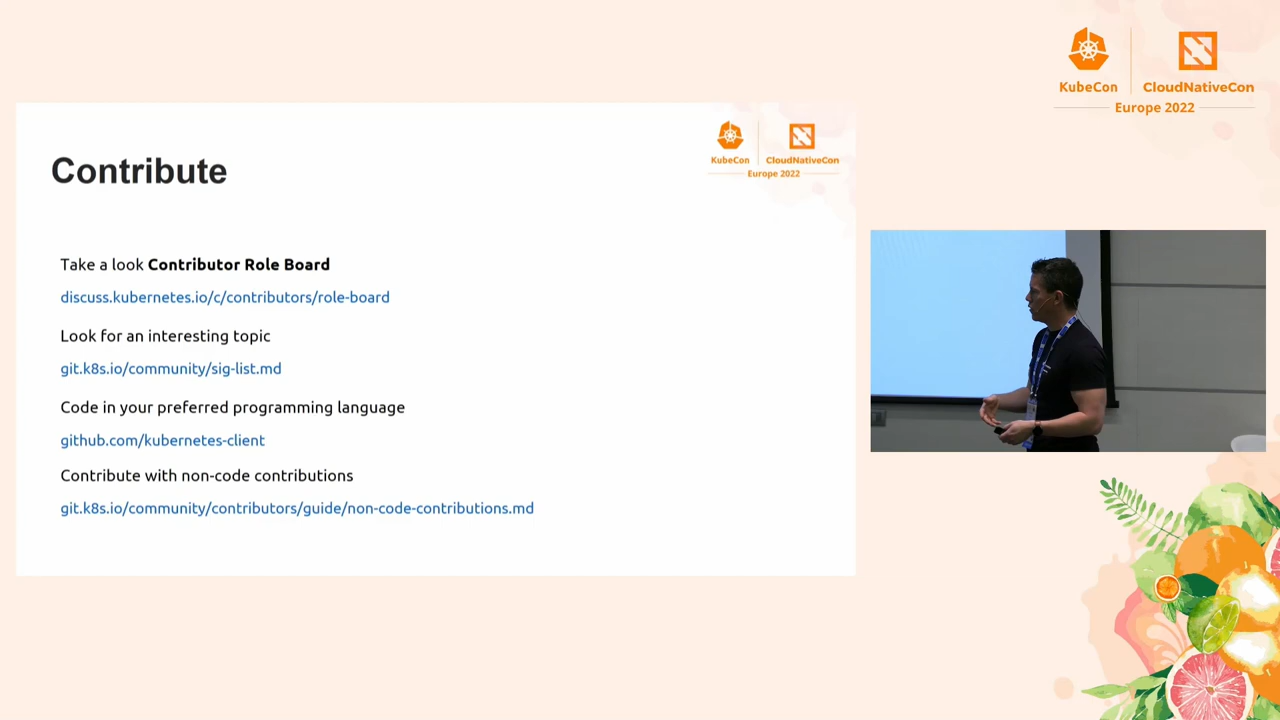 KubeCon
CloudNativeCon
Europe 2022
Contribute
KubeCon
CloudNativeCon
Europe 2022
Take a look Contributor Role Board
discuss.kubernetes.io/c/contributors/role-board
Look for an interesting topic
git.k8s.io/community/sig-list.md
Code in your preferred programming language
github.com/kubernetes-client
Contribute with non-code contributions
git.k8s.io/community/contributors/guide/non-code-contributions.md